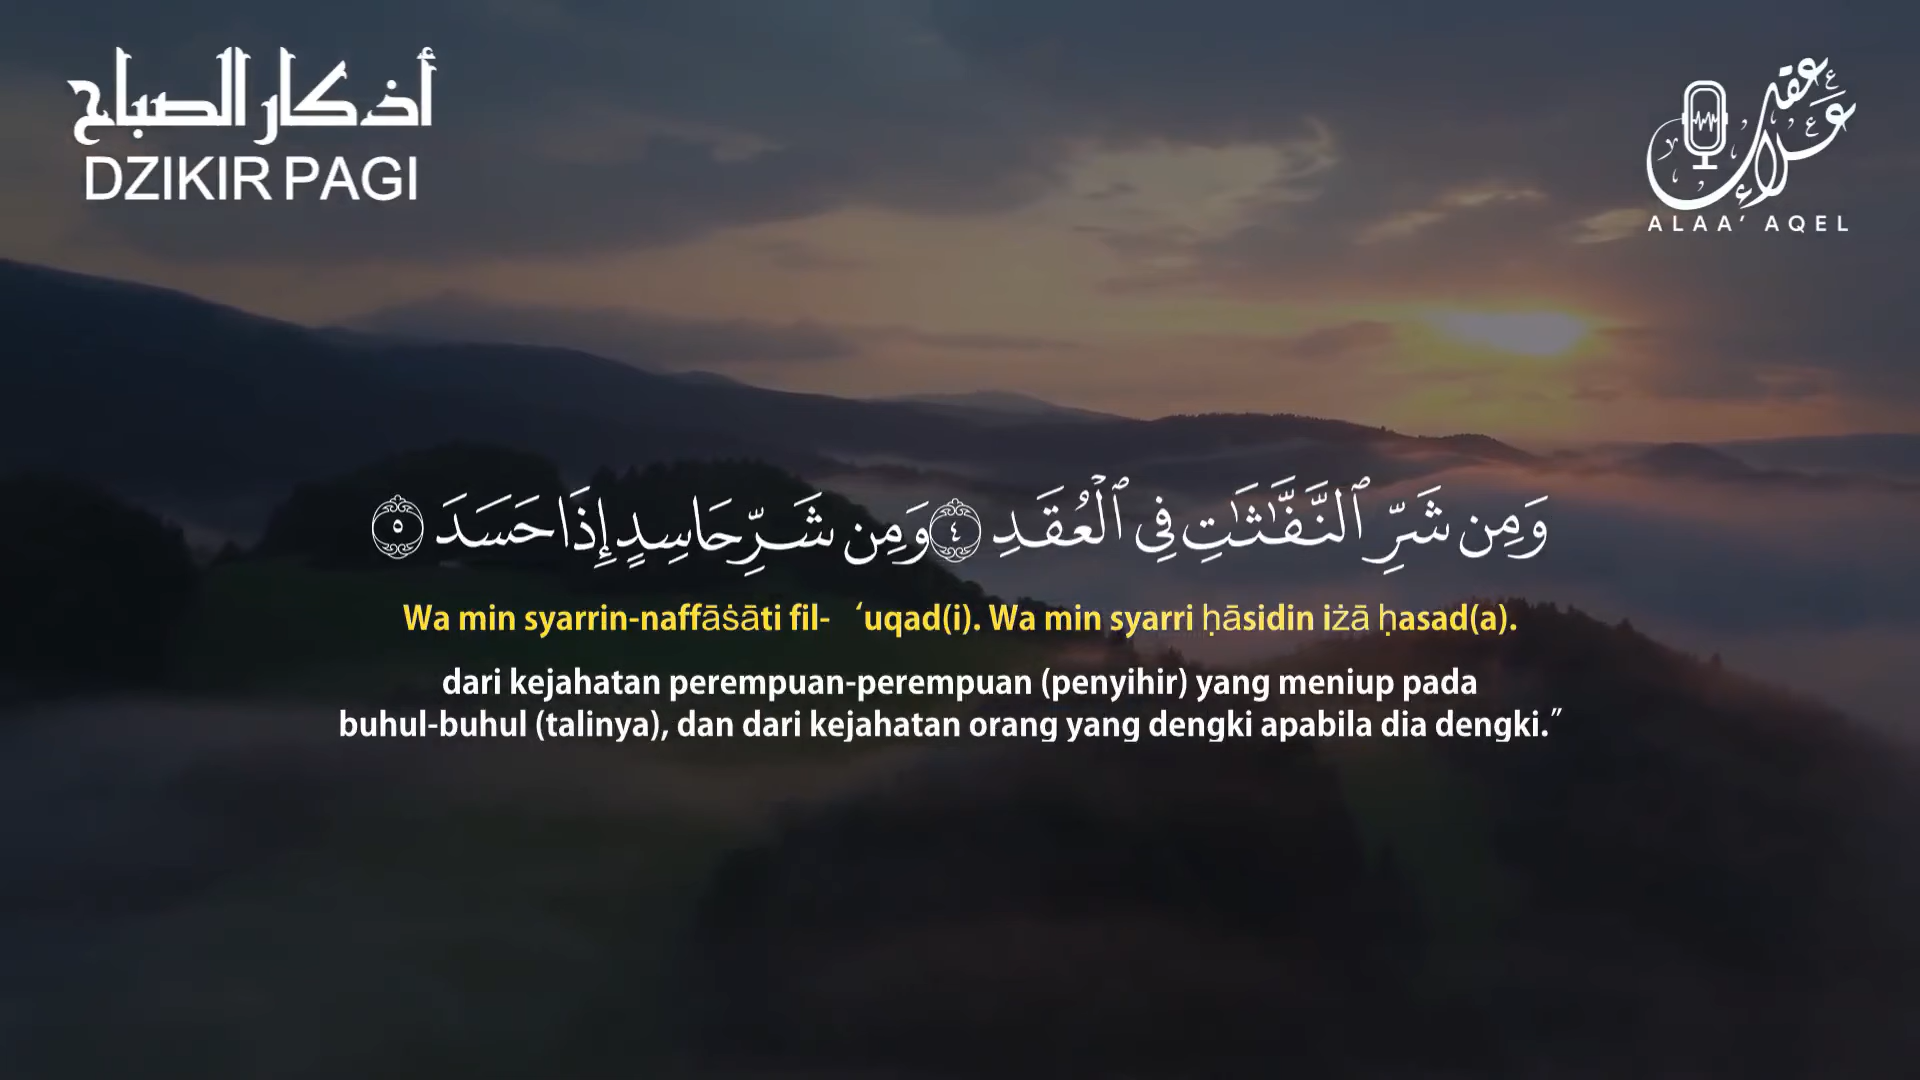 أذكار الصباح
DZIKIR PAGI
علاء عقل
ALAA' AQEL
وَمِن شَرِّ ٱلنَّفَّـٰثَـٰتِ فِى ٱلْعُقَدِ ٤ وَمِن شَرِّ حَاسِدٍ إِذَا حَسَدَ ٥
Wa min syarrin-naffāṡāti fil- ‘uqad(i). Wa min syarri ḥāsidin iżā ḥasad(a).
dari kejahatan perempuan-perempuan (penyihir) yang meniup pada
buhul-buhul (talinya), dan dari kejahatan orang yang dengki apabila dia dengki.”